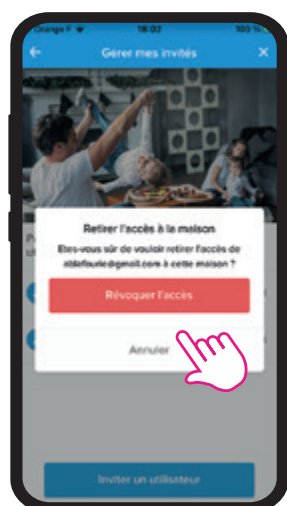 Orange F 18:02 100 %
Gérer mes invités
Retirer l'accès à la maison
Etes-vous sûr de vouloir retirer l'accès de
à cette maison ?
Révoquer l'accès
Annuler
Inviter un utilisateur